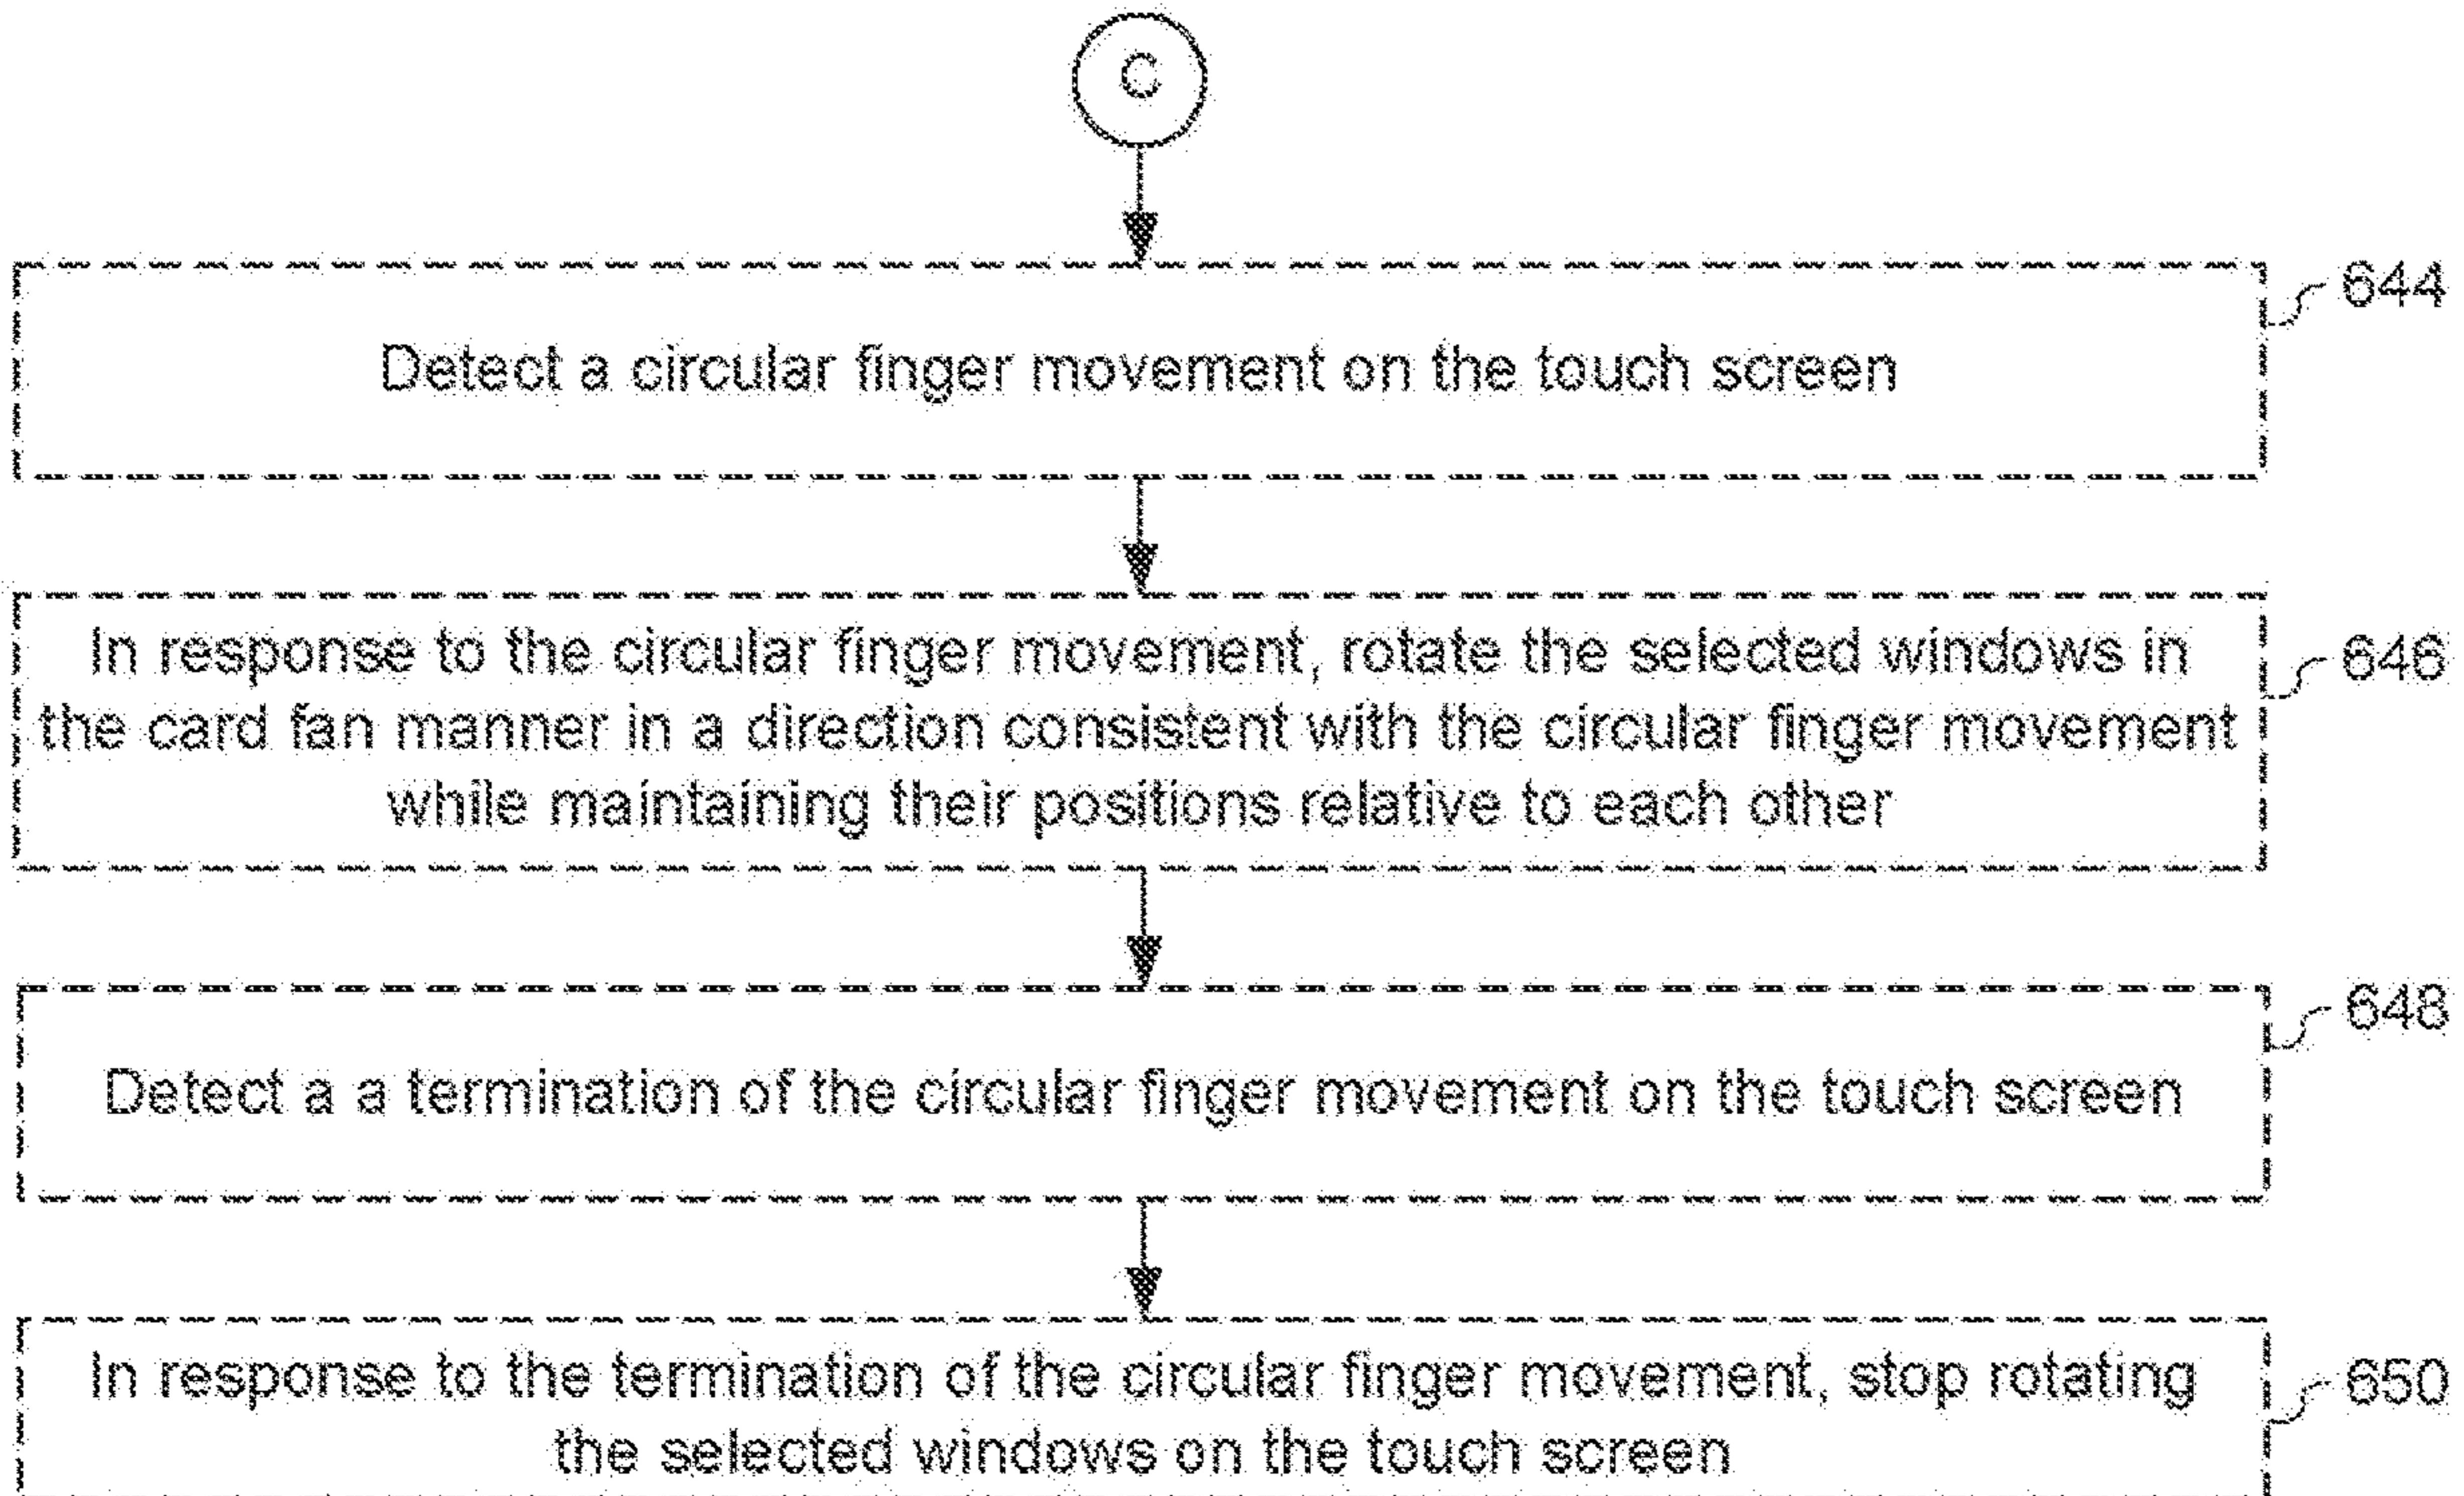 C
644
Detect a circular finger movement on the touch screen
In response to the circular finger movement, rotate the selected windows in
646
the card fan manner in a direction consistent with the circular finger movement
while maintaining their positions relative to each other
648
Detect a a termination of the circular finger movement on the touch screen
In response to the termination of the circular finger movement, stop rotating
650
the selected windows on the touch screen